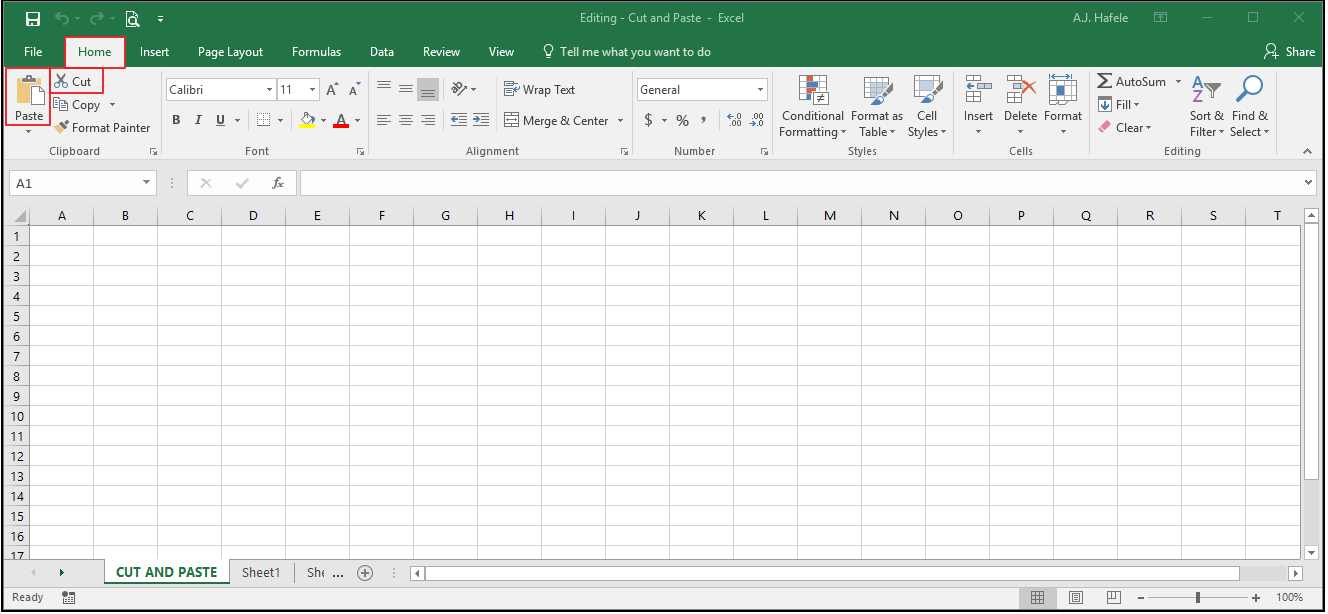 Editing - Cut and Paste - Excel
A.J. Hafele
File Home Insert Page Layout Formulas Data Review View Tell me what you want to do Share
Paste
Cut
Copy
Format Painter
Clipboard
Calibri 11 A A
B I U A
Font
Wrap Text
Merge & Center
Alignment
General
$ % , .0 .00 .00 .0
Number
Conditional
Formatting
Format as
Table
Cell
Styles
Styles
Insert Delete Format
Cells
AutoSum
Fill
Clear
Sort &
Filter
Find &
Select
Editing
A1 fx
A B C D E F G H I J K L M N O P Q R S T
1
2
3
4
5
6
7
8
9
10
11
12
13
14
15
16
17
CUT AND PASTE Sheet1 She ...
Ready 100%